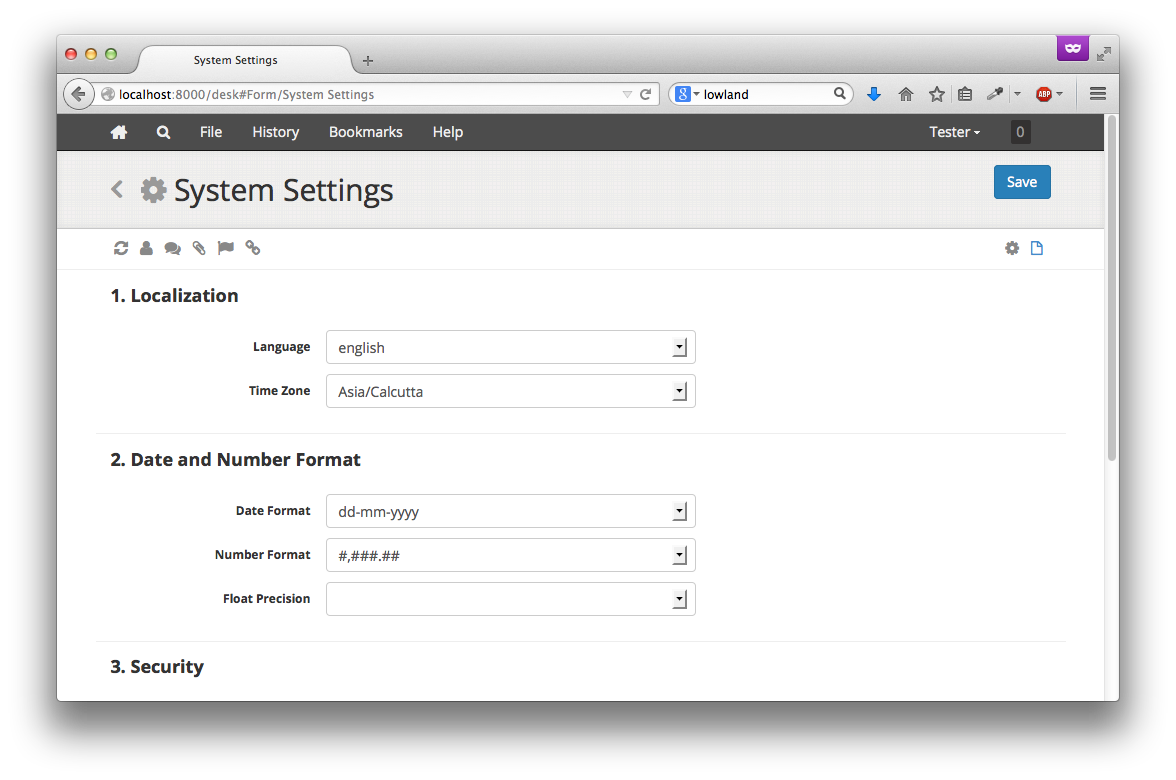 System Settings
localhost:8000/desk#Form/System Settings
8 lowland
ABP
File History Bookmarks Help Tester 0
System Settings
Save
1. Localization
Language english
Time Zone Asia/Calcutta
2. Date and Number Format
Date Format dd-mm-yyyy
Number Format #,###.##
Float Precision
3. Security